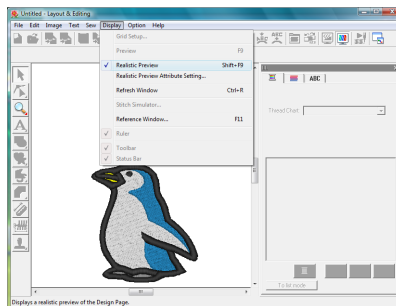 Untitled - Layout & Editing
File Edit Image Text Sew Display Option Help
Grid Setup...
Preview F9
✓ Realistic Preview Shift+F9
Realistic Preview Attribute Setting...
Refresh Window Ctrl+R
Stitch Simulator...
Reference Window... F11
✓ Ruler
✓ Toolbar
✓ Status Bar
ABC
ABC
Thread Chart:
To list mode
Displays a realistic preview of the Design Page.